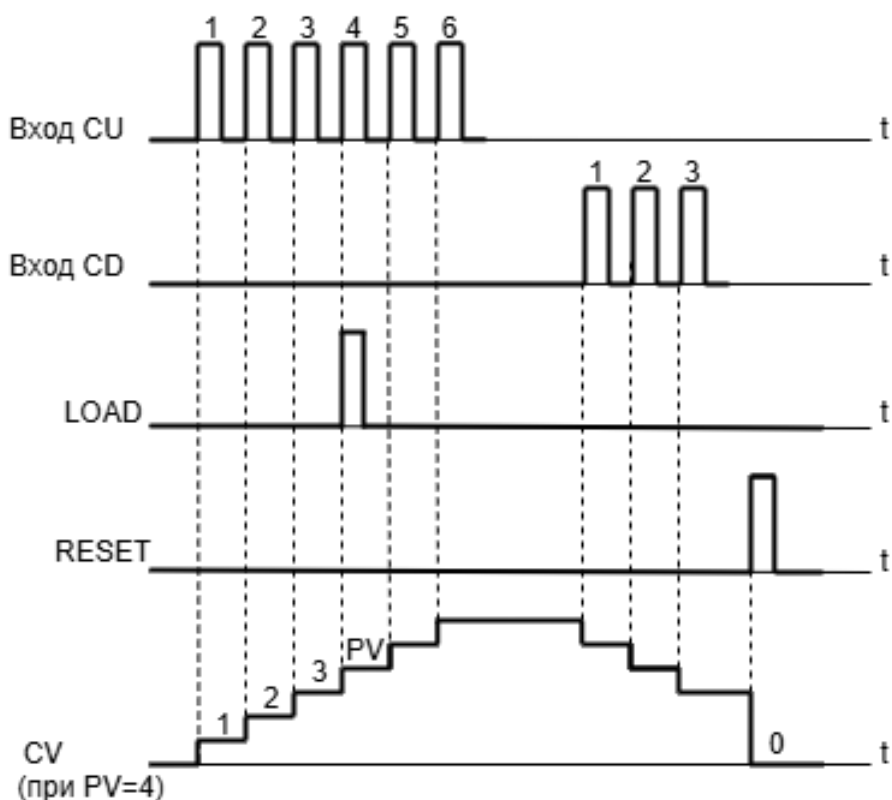 1 2 3 4 5 6
Вход CU t
1 2 3
Вход CD t
LOAD t
RESET t
PV
3
2
1
0
CV t
(при PV=4)